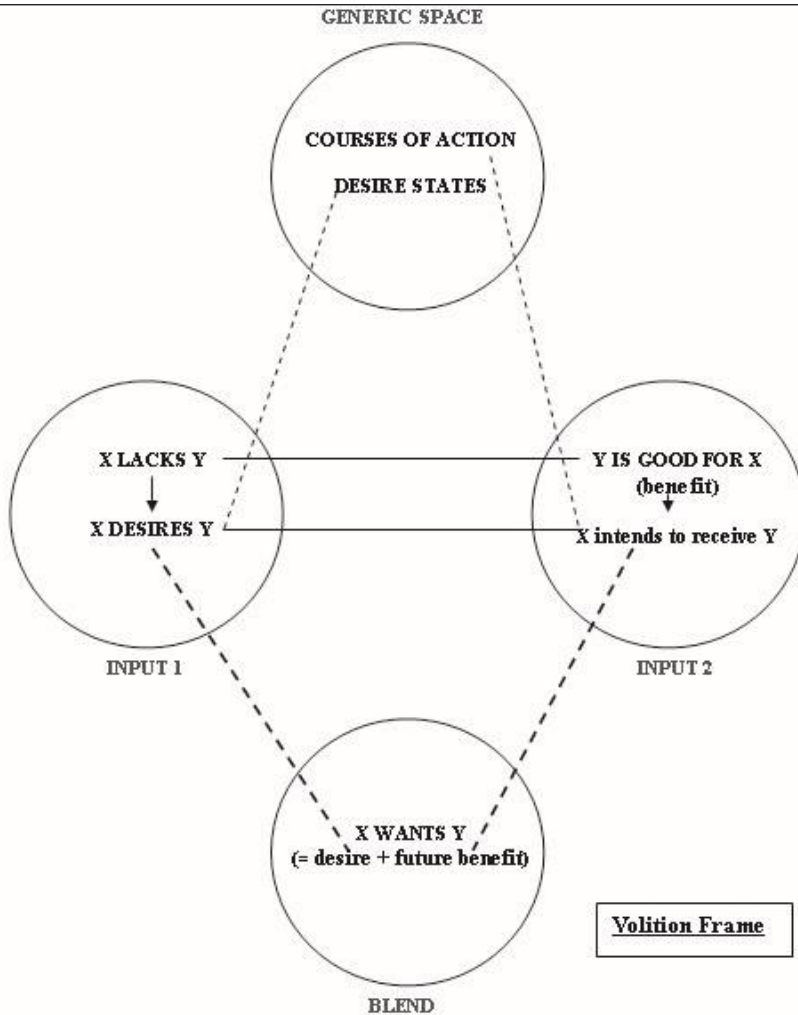 GENERIC SPACE
COURSES OF ACTION
DESIRE STATES
X LACKS Y
X DESIRES Y
INPUT 1
Y IS GOOD FOR X
(benefit)
X intends to receive Y
INPUT 2
X WANTS Y
(= desire + future benefit)
BLEND
Volition Frame